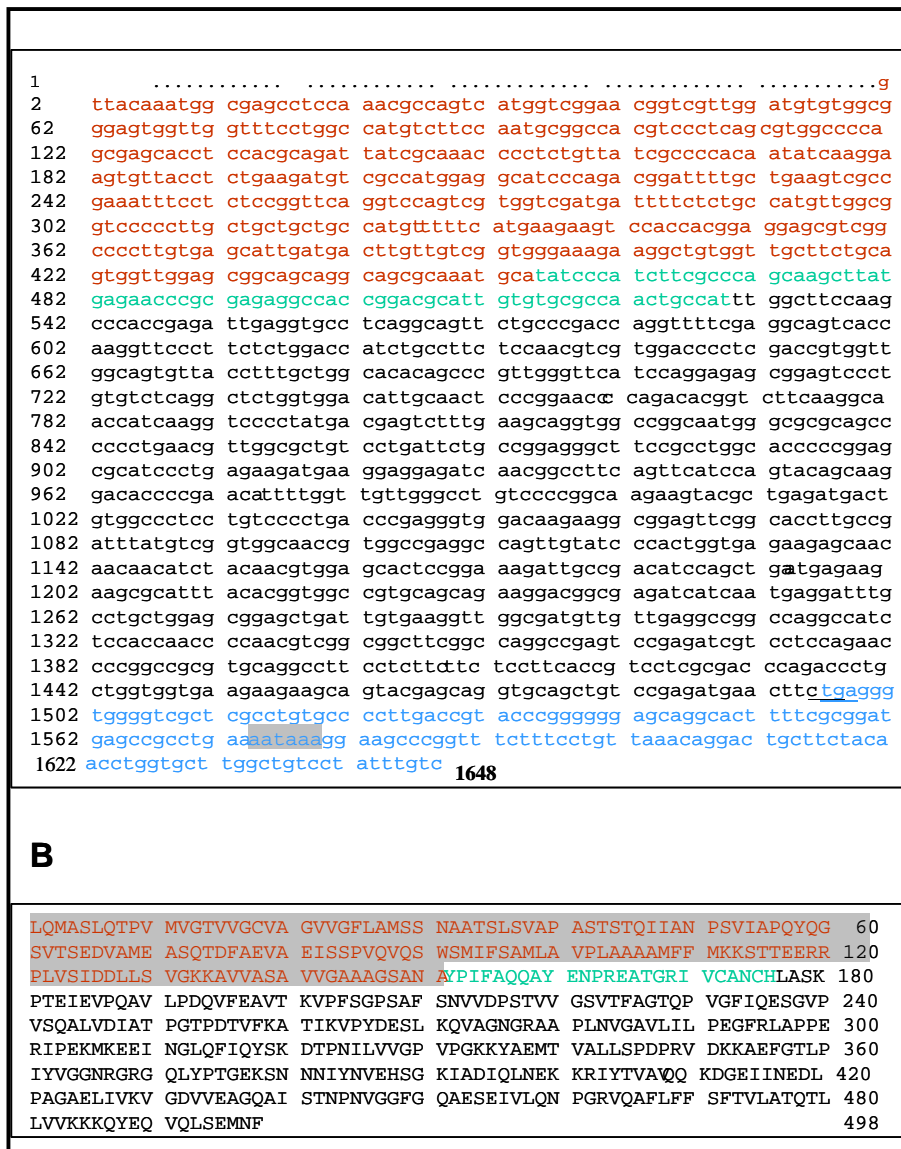 1 ............ ............ ............. ............ ...........g
2 ttacaaatgg cgagcctcca aacgccagtc atggtcggaa cggtcgttgg atgtgtggcg
62 ggagtggttg gtttcctggc catgtcttcc aatgcggcca cgtccctcag cgtggcccca
122 gcgagcacct ccacgcagat tatcgcaaac ccctctgtta tcgccccaca atatcaagga
182 agtgttacct ctgaagatgt cgccatggag gcatcccaga cggattttgc tgaagtcgcc
242 gaaatttcct ctccggttca ggtccagtcg tggtcgatga ttttctctgc catgttggcg
302 gtcccccttg ctgctgctgc catgtttttc atgaagaagt ccaccacgga ggagcgtcgg
362 ccccttgtga gcattgatga cttgttgtcg gtgggaaaga aggctgtggt tgcttctgca
422 gtggttggag cggcagcagg cagcgcaaat gcatatccca tcttcgccca gcaagcttat
482 gagaacccgc gagaggccac cggacgcatt gtgtgcgcca actgccattt ggcttccaag
542 cccaccgaga ttgaggtgcc tcaggcagtt ctgcccgacc aggttttcga ggcagtcacc
602 aaggttccct tctctggacc atctgccttc tccaacgtcg tggacccctc gaccgtggtt
662 ggcagtgtta cctttgctgg cacacagccc gttgggttca tccaggagag cggagtccct
722 gtgtctcagg ctctggtgga cattgcaact cccggaaccc cagacacggt cttcaaggca
782 accatcaagg tcccctatga cgagtctttg aagcaggtgg ccggcaatgg gcgcgcagcc
842 cccctgaacg ttggcgctgt cctgattctg ccggagggct tccgcctggc acccccggag
902 cgcatccctg agaagatgaa ggaggagatc aacggccttc agttcatcca gtacagcaag
962 gacaccccga acattttggt tgttgggcct gtccccggca agaagtacgc tgagatgact
1022 gtggccctcc tgtcccctga cccgagggtg gacaagaagg cggagttcgg caccttgccg
1082 atttatgtcg gtggcaaccg tggccgaggc cagttgtatc ccactggtga gaagagcaac
1142 aacaacatct acaacgtgga gcactccgga aagattgccg acatccagct gaatgagaag
1202 aagcgcattt acacggtggc cgtgcagcag aaggacggcg agatcatcaa tgaggatttg
1262 cctgctggag cggagctgat tgtgaaggtt ggcgatgttg ttgaggccgg ccaggccatc
1322 tccaccaacc ccaacgtcgg cggcttcggc caggccgagt ccgagatcgt cctccagaac
1382 cccggccgcg tgcaggcctt cctcttcttc tccttcaccg tcctcgcgac ccagaccctg
1442 ctggtggtga agaagaagca gtacgagcag gtgcagctgt ccgagatgaa cttctgaggg
1502 tggggtcgct cgcctgtgcc cccttgaccgt acccgggggg agcaggcact tttcgcggat
1562 gagccgcctg aaaataaagg aagcccggtt tctttcctgt taaacaggac tgcttctaca
1622 acctggtgct tggctgtcct atttgtc 1648
B
LQMASLQTPV MVGTVVGCVA GVVGFLAMSS NAATSLSVAP ASTSTQIIAN PSVIAPQYQG 60
SVTSEDVAME ASQTDFAEVA EISSPVQVQS WSMIFSAMLA VPLAAAAMFF MKKSTTEERR 120
PLVSIDDLLS VGKKAVVASA VVGAAAGSAN AYPIFAQQAY ENPREATGRI VCANCHLASK 180
PTEIEVPQAV LPDQVFEAVT KVPFSGPSAF SNVVDPSTVV GSVTFAGTQP VGFIQESGVP 240
VSQALVDIAT PGTPDTVFKA TIKVPYDESL KQVAGNGRAA PLNVGAVLIL PEGFRLAPPE 300
RIPEKMKEEI NGLQFIQYSK DTPNILVVGP VPGKKYAEMT VALLSPDPRV DKKAEFGTLP 360
IYVGGNRGRG QLYPTGEKSN NNIYNVEHSG KIADIQLNEK KRIYTVAVQQ KDGEIINEDL 420
PAGAELIVKV GDVVEAGQAI STNPNVGGFG QAESEIVLQN PGRVQAFLFF SFTVLATQTL 480
LVVKKKQYEQ VQLSEMNF 498